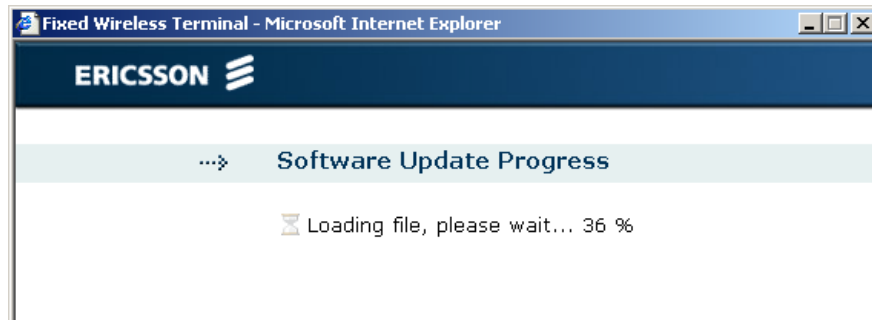 Fixed Wireless Terminal - Microsoft Internet Explorer
ERICSSON
Software Update Progress
Loading file, please wait... 36 %